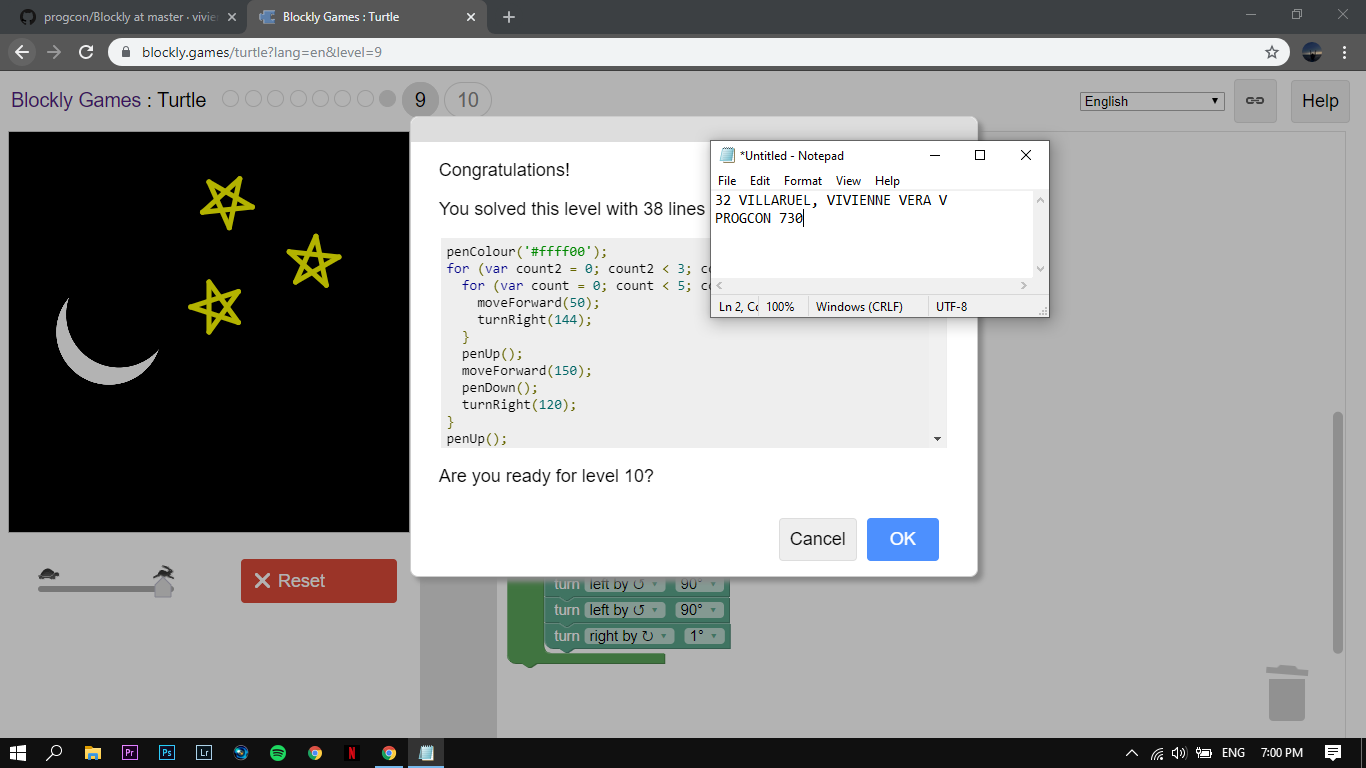 progcon/Blockly at master · vivie
Blockly Games : Turtle
blockly.games/turtle?lang=en&level=9
Blockly Games : Turtle
9
10
English
Help
Congratulations!
You solved this level with 38 lines
penColour('#ffff00');
for (var count2 = 0; count2 < 3; co
for (var count = 0; count < 5; co
moveForward(50);
turnRight(144);
}
penUp();
moveForward(150);
penDown();
turnRight(120);
}
penUp();
Are you ready for level 10?
Cancel
OK
*Untitled - Notepad
File Edit Format View Help
32 VILLARUEL, VIVIENNE VERA V
PROGCON 730
Ln 2, Co 100% Windows (CRLF) UTF-8
Reset
turn left by ↺ 90°
turn left by ↺ 90°
turn right by ↻ 1°
Pr
Ps
Lr
N
ENG
7:00 PM